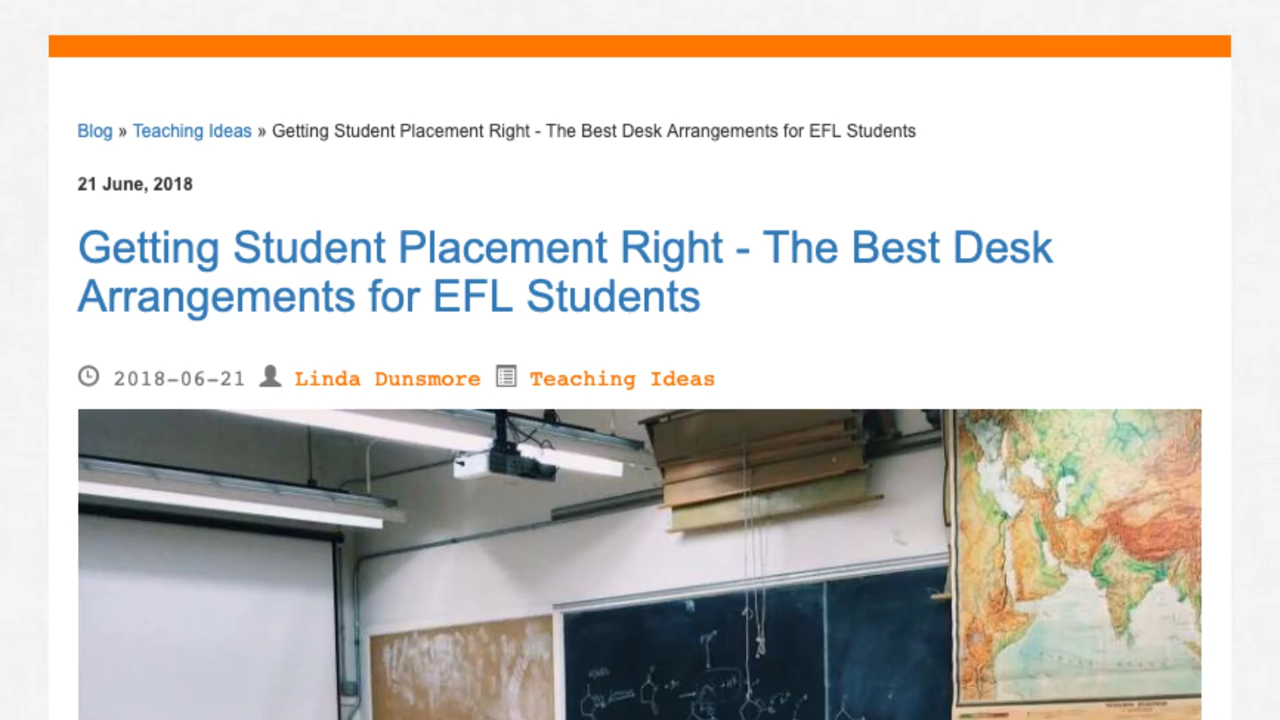 Blog » Teaching Ideas » Getting Student Placement Right - The Best Desk Arrangements for EFL Students
21 June, 2018
Getting Student Placement Right - The Best Desk
Arrangements for EFL Students
2018-06-21 Linda Dunsmore Teaching Ideas